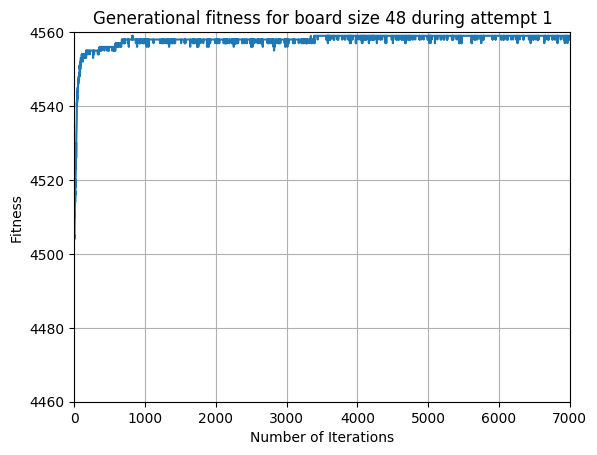 Generational fitness for board size 48 during attempt 1
4560
4540
4520
4500
4480
4460
Fitness
0 1000 2000 3000 4000 5000 6000 7000
Number of Iterations